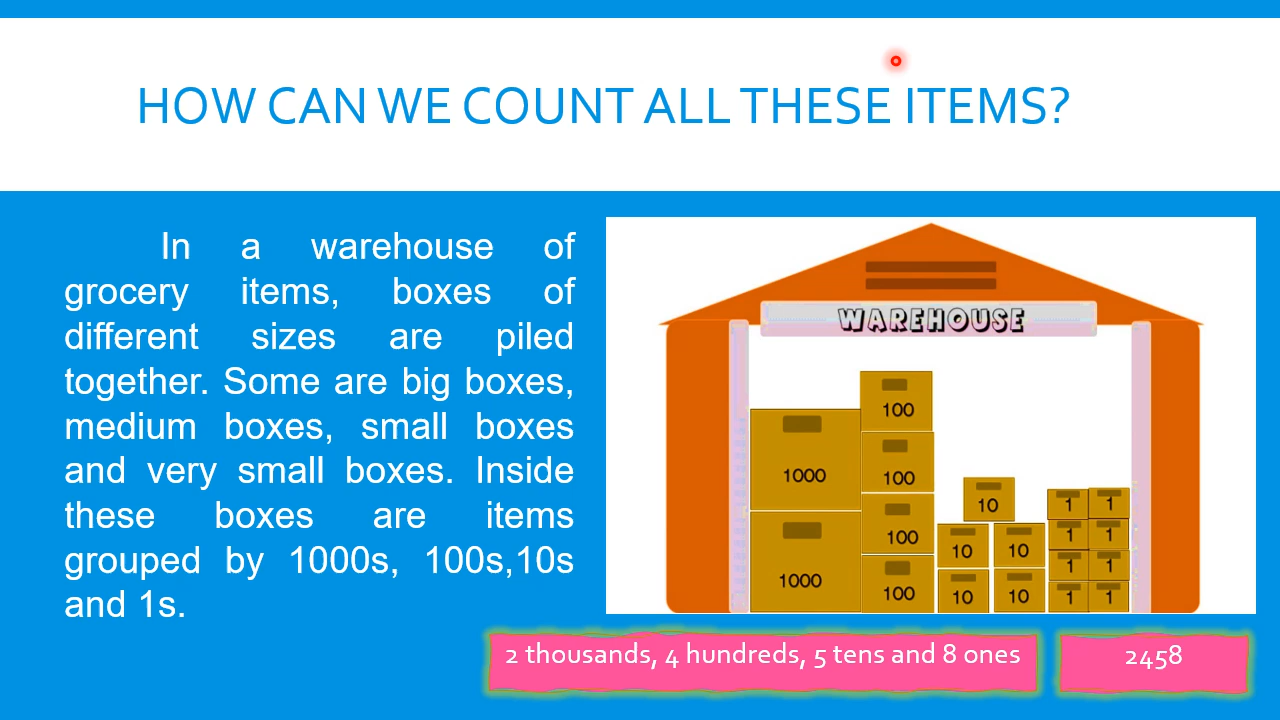 HOW CAN WE COUNT ALL THESE ITEMS?
In a warehouse of
grocery items, boxes of
different sizes are piled
together. Some are big boxes,
medium boxes, small boxes
and very small boxes. Inside
these boxes are items
grouped by 1000s, 100s,10s
and 1s.
WAREHOUSE
1000
1000
100
100
100
100
10
10
10
10
10
1 1
1 1
1 1
1 1
2 thousands, 4 hundreds, 5 tens and 8 ones
2458